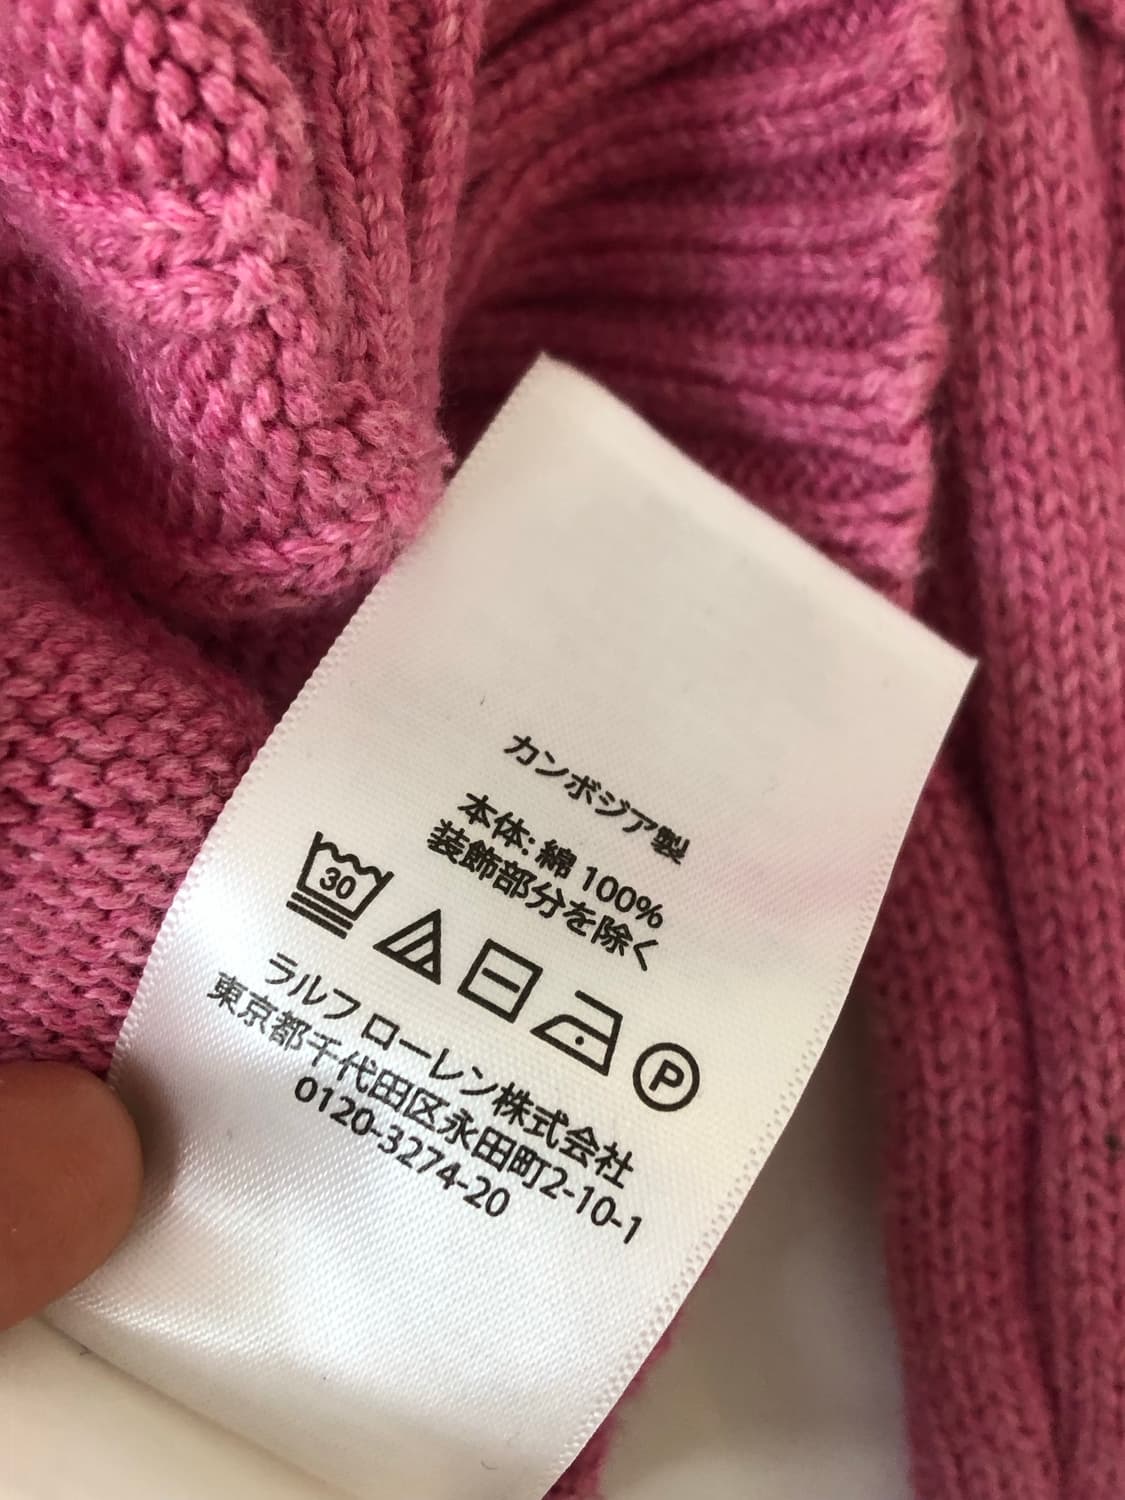 カンボジア製
本体: 綿 100%
装飾部分を除く
30
P
ラルフ ローレン株式会社
東京都千代田区永田町2-10-1
0120-3274-20